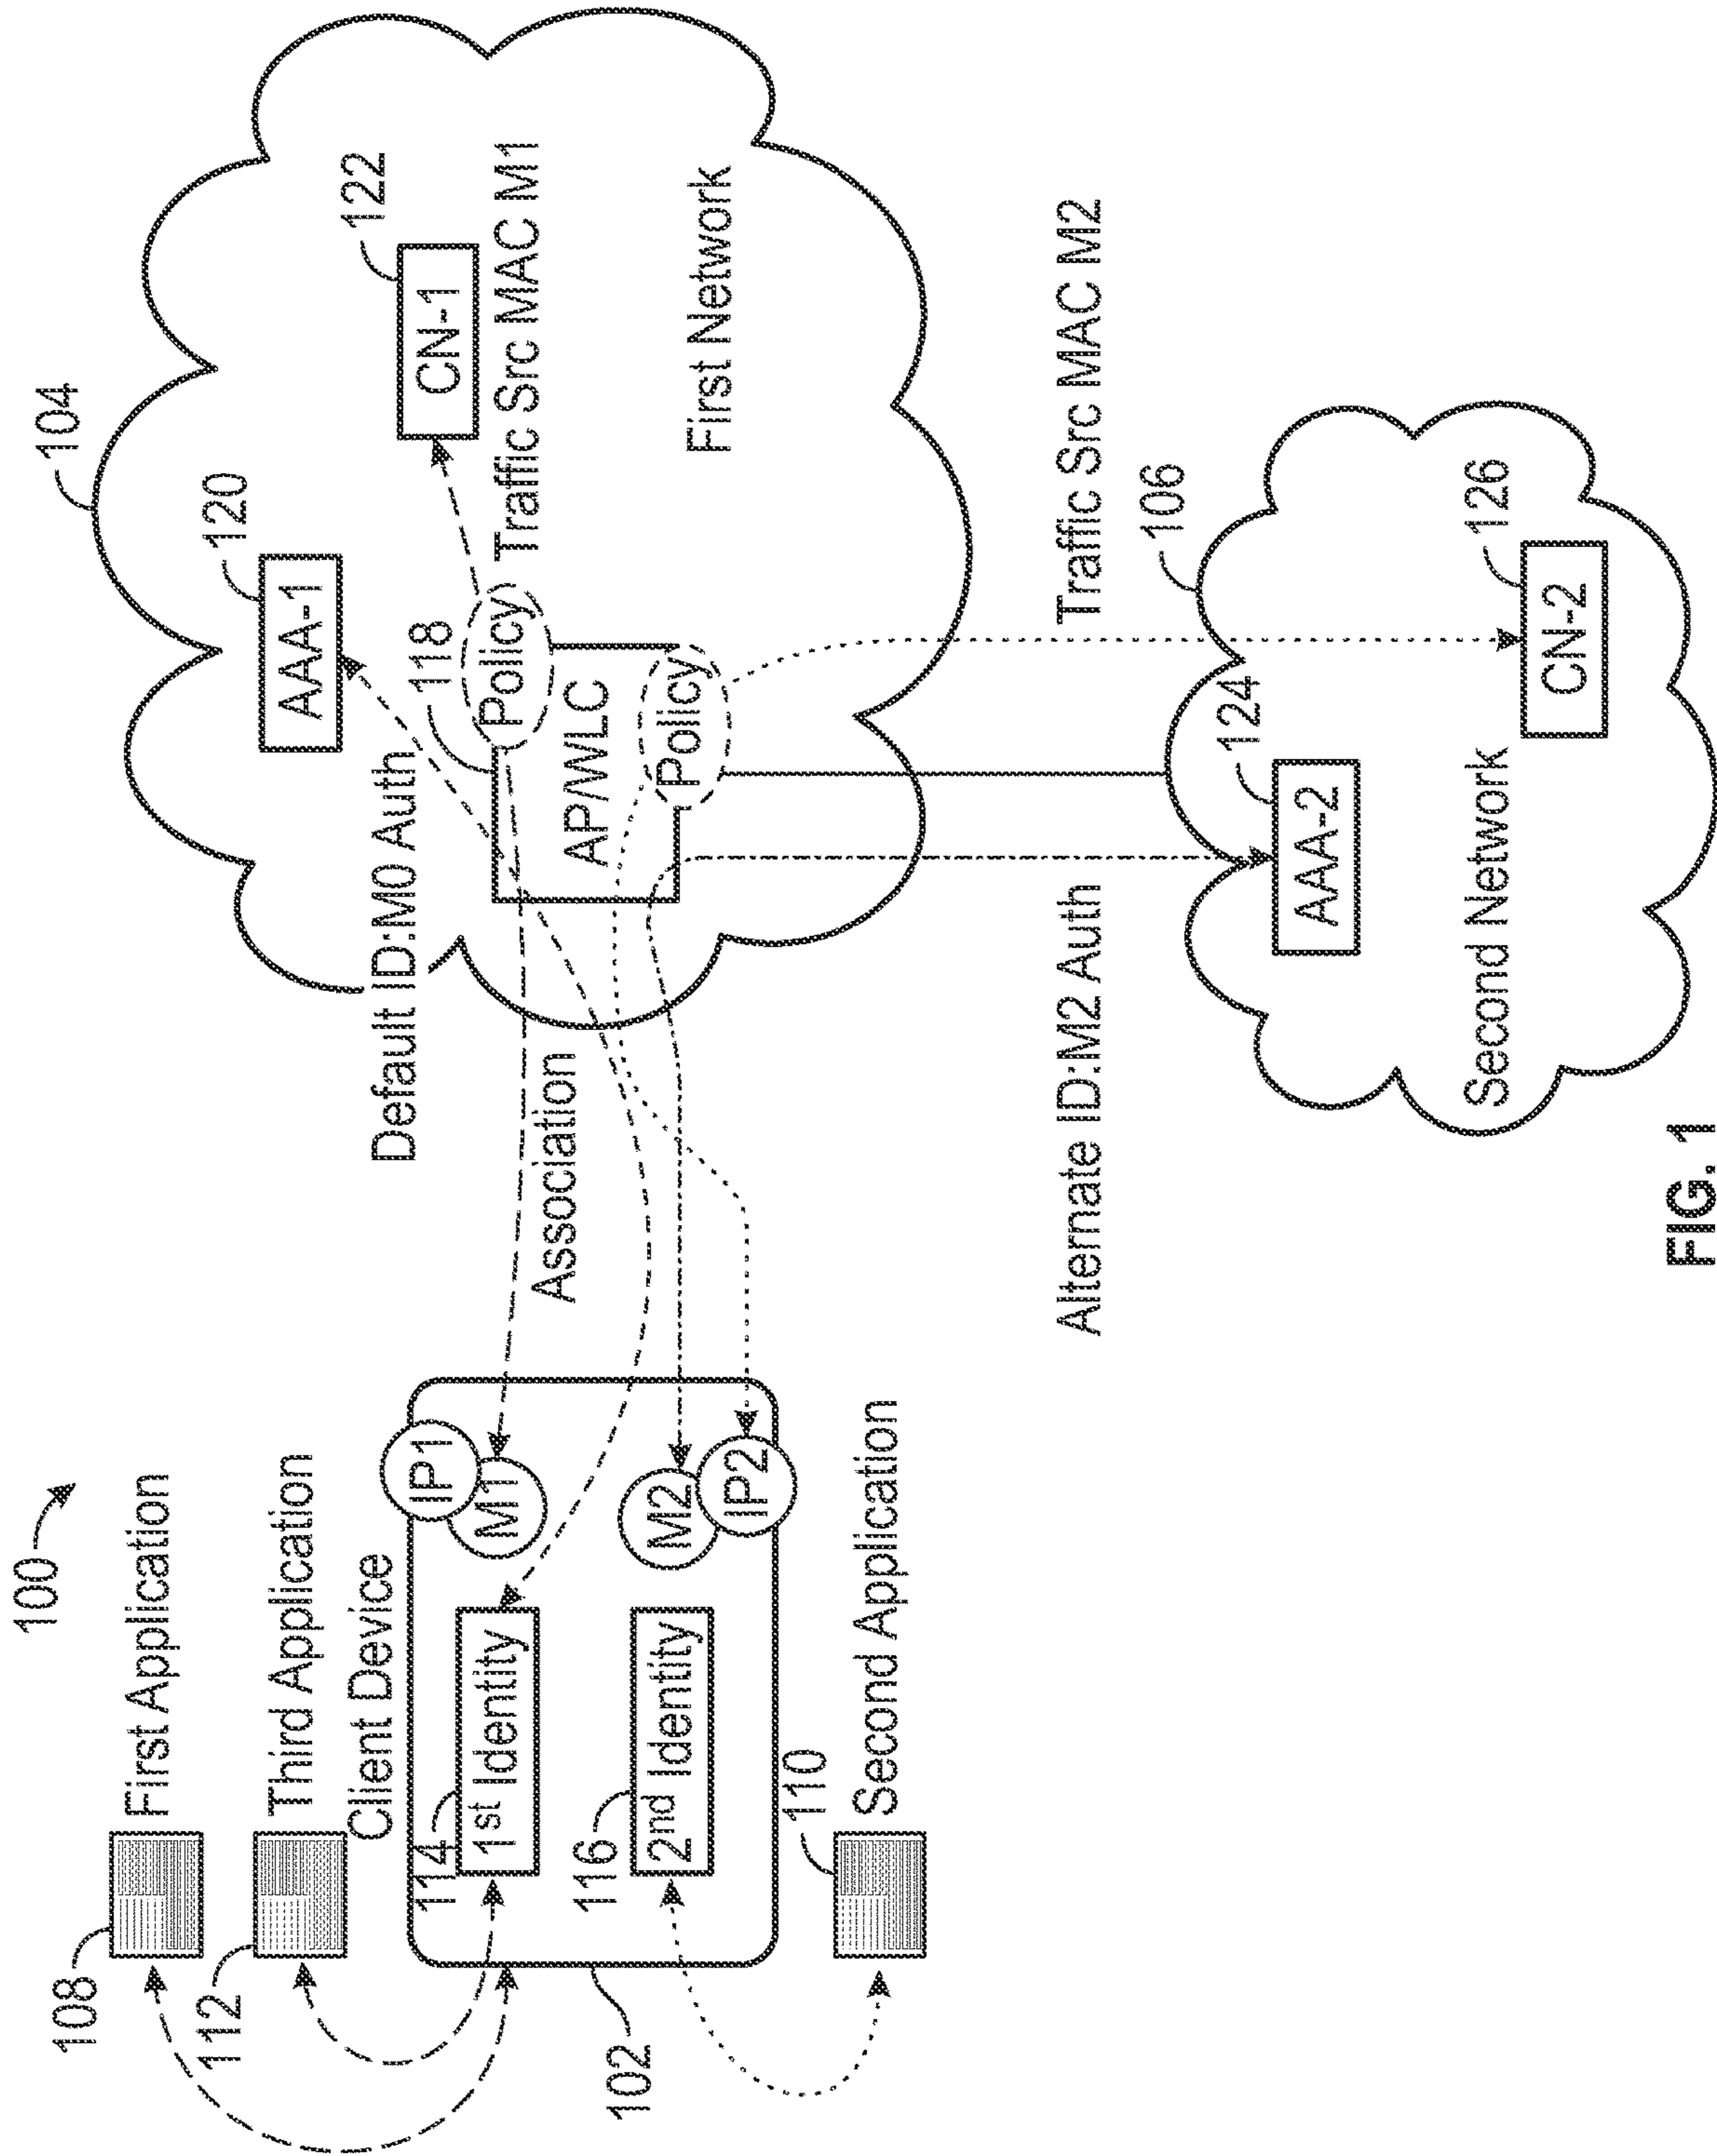 100
108
First Application
112
Third Application
Client Device
114
1st Identity
IP1
M1
116
2nd Identity
M2
IP2
102
110
Second Application
Association
Default ID:M0 Auth
104
120
AAA-1
122
CN-1
118
Policy
Traffic Src MAC M1
AP/WLC
Policy
First Network
Alternate ID:M2 Auth
Traffic Src MAC M2
106
124
AAA-2
126
CN-2
Second Network
FIG. 1